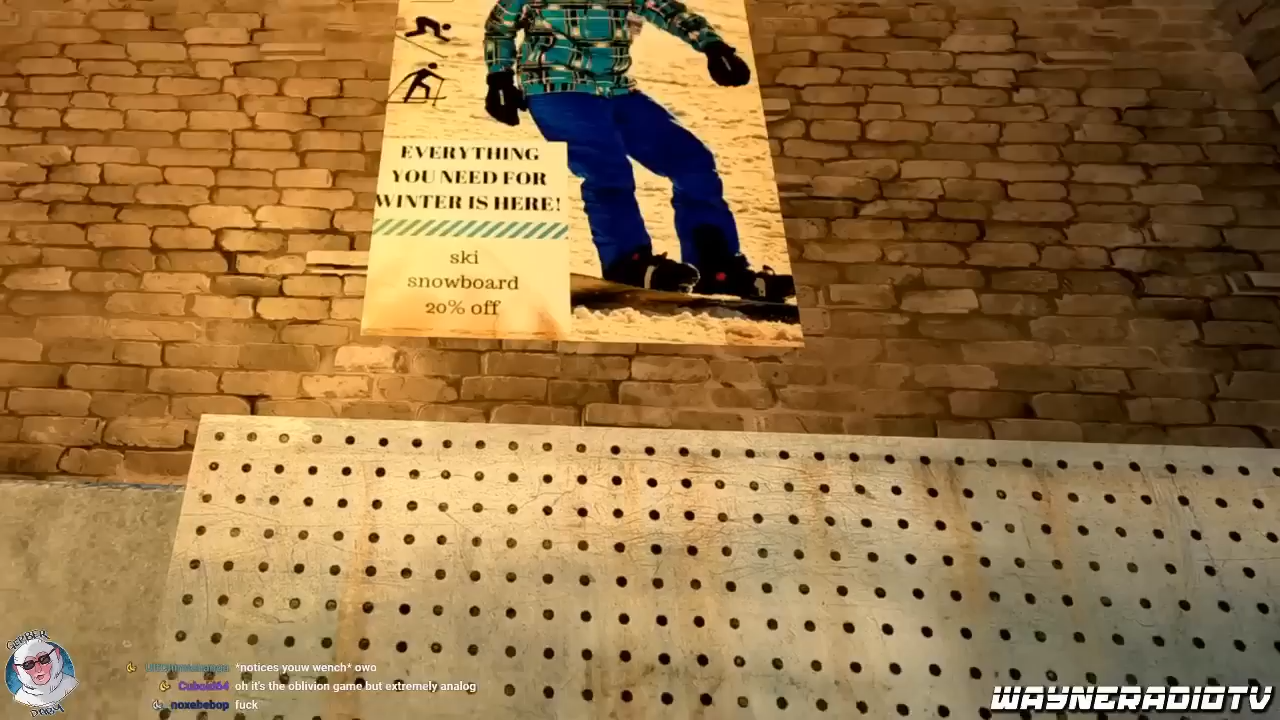 EVERYTHING
YOU NEED FOR
WINTER IS HERE!
ski
snowboard
20% off
GERBER
*notices youw wench* owo
Cuboid64 oh it's the oblivion game but extremely analog
noxebebop fuck
WAYNERADIOTV